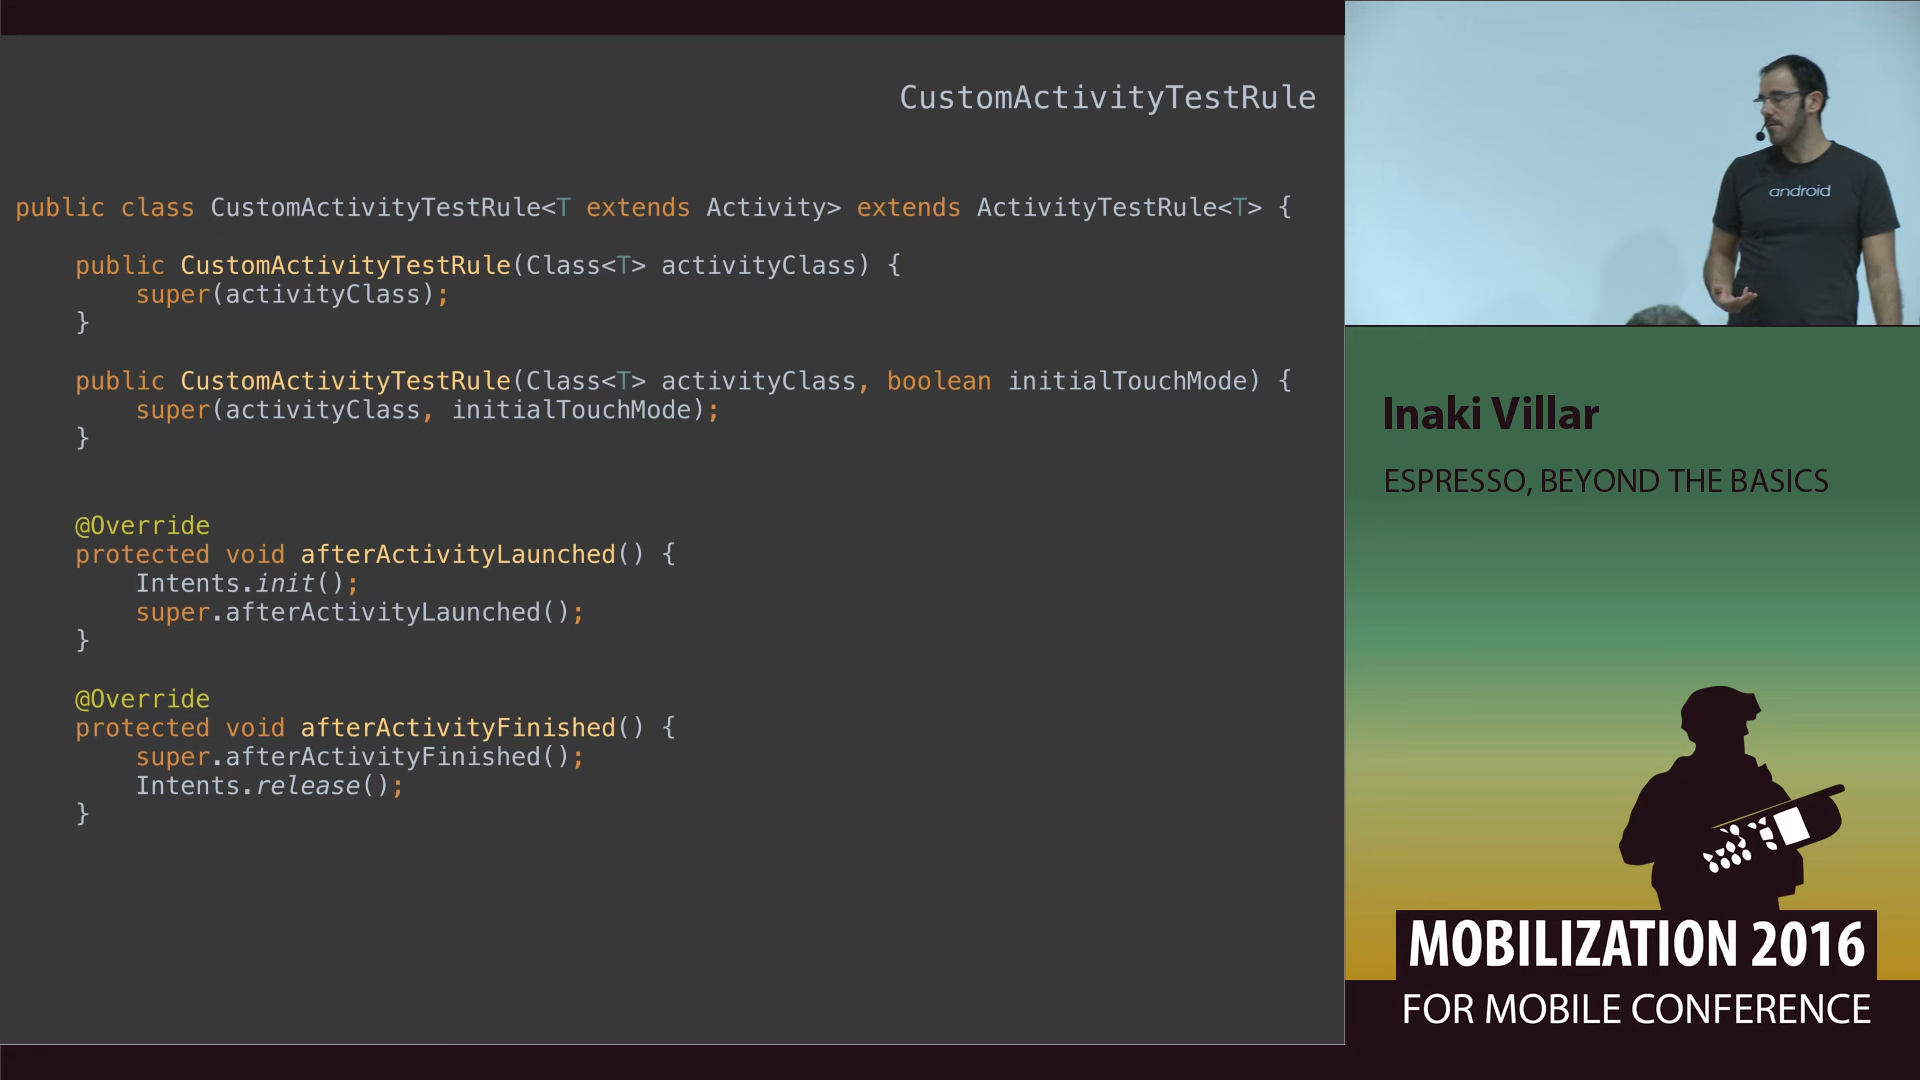 CustomActivityTestRule
public class CustomActivityTestRule<T extends Activity> extends ActivityTestRule<T> {
public CustomActivityTestRule(Class<T> activityClass) {
super(activityClass);
}
public CustomActivityTestRule(Class<T> activityClass, boolean initialTouchMode) {
super(activityClass, initialTouchMode);
}
@Override
protected void afterActivityLaunched() {
Intents.init();
super.afterActivityLaunched();
}
@Override
protected void afterActivityFinished() {
super.afterActivityFinished();
Intents.release();
}
android
Inaki Villar
ESPRESSO, BEYOND THE BASICS
MOBILIZATION 2016
FOR MOBILE CONFERENCE